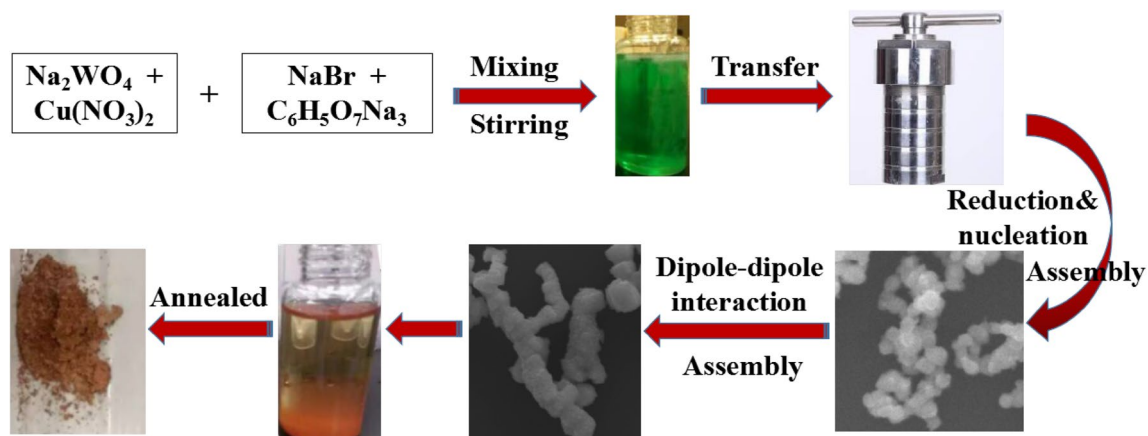 Na₂WO₄ +
Cu(NO₃)₂
+
NaBr +
C₆H₅O₇Na₃
Mixing
Stirring
Transfer
Reduction&
nucleation
Assembly
Dipole-dipole
interaction
Assembly
Annealed